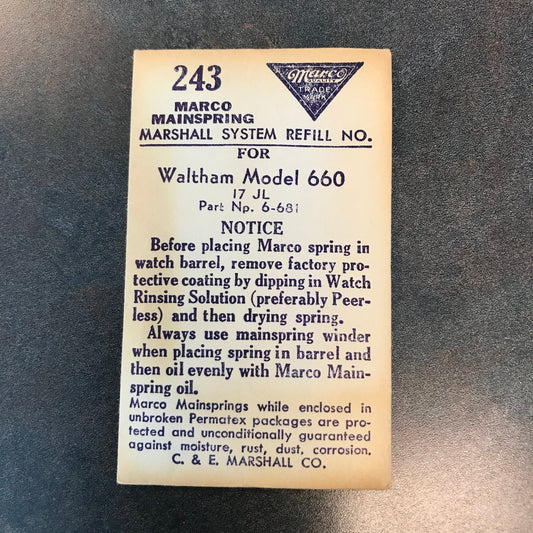 243
Marco
QUALITY
TRADE
MARK
MARCO
MAINSPRING
MARSHALL SYSTEM REFILL NO.
FOR
Waltham Model 660
17 JL
Part Np. 6-681
NOTICE
Before placing Marco spring in
watch barrel, remove factory pro-
tective coating by dipping in Watch
Rinsing Solution (preferably Peer-
less) and then drying spring.
Always use mainspring winder
when placing spring in barrel and
then oil evenly with Marco Main-
spring oil.
Marco Mainsprings while enclosed in
unbroken Permatex packages are pro-
tected and unconditionally guaranteed
against moisture, rust, dust, corrosion.
C. & E. MARSHALL CO.